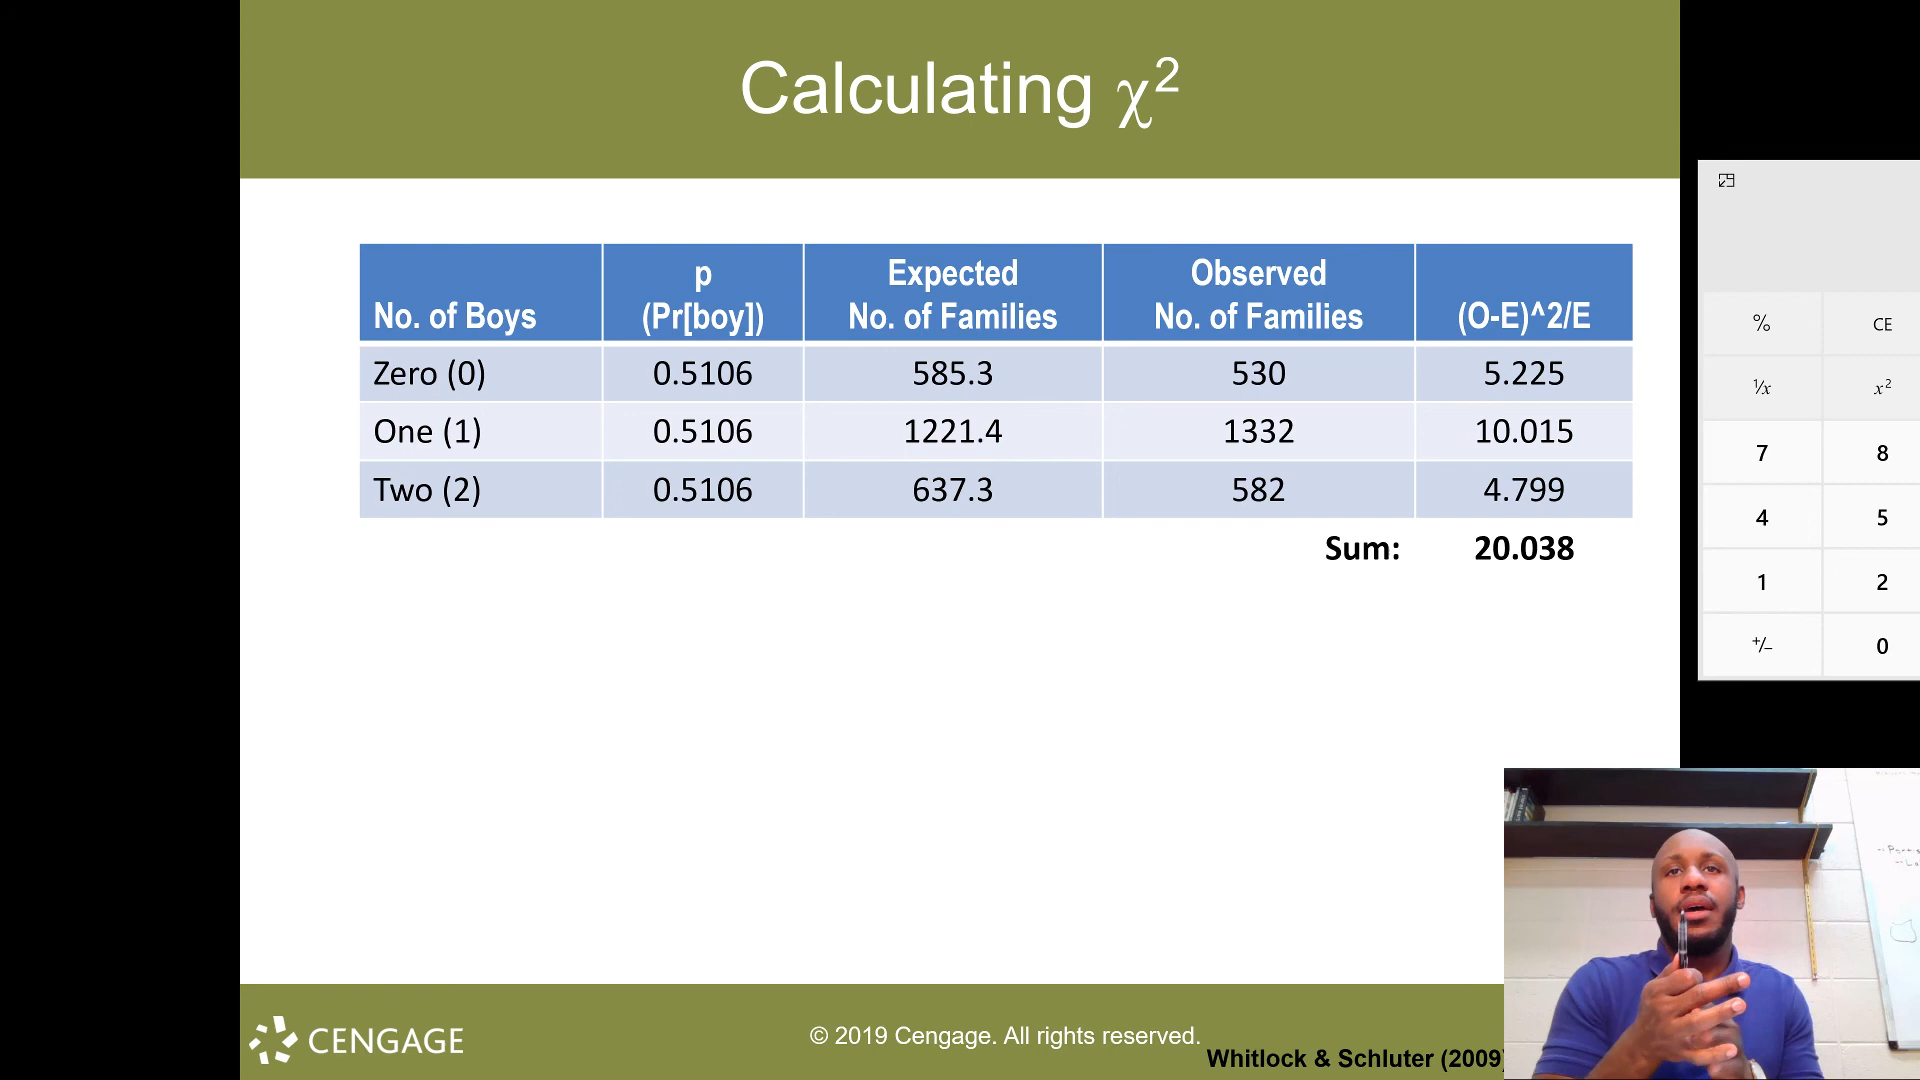 Calculating χ²
p Expected Observed
No. of Boys (Pr[boy]) No. of Families No. of Families (O-E)^2/E
Zero (0) 0.5106 585.3 530 5.225
One (1) 0.5106 1221.4 1332 10.015
Two (2) 0.5106 637.3 582 4.799
Sum: 20.038
% CE
¹/x x²
7 8
4 5
1 2
+/− 0
CENGAGE
© 2019 Cengage. All rights reserved.
Whitlock & Schluter (2009)